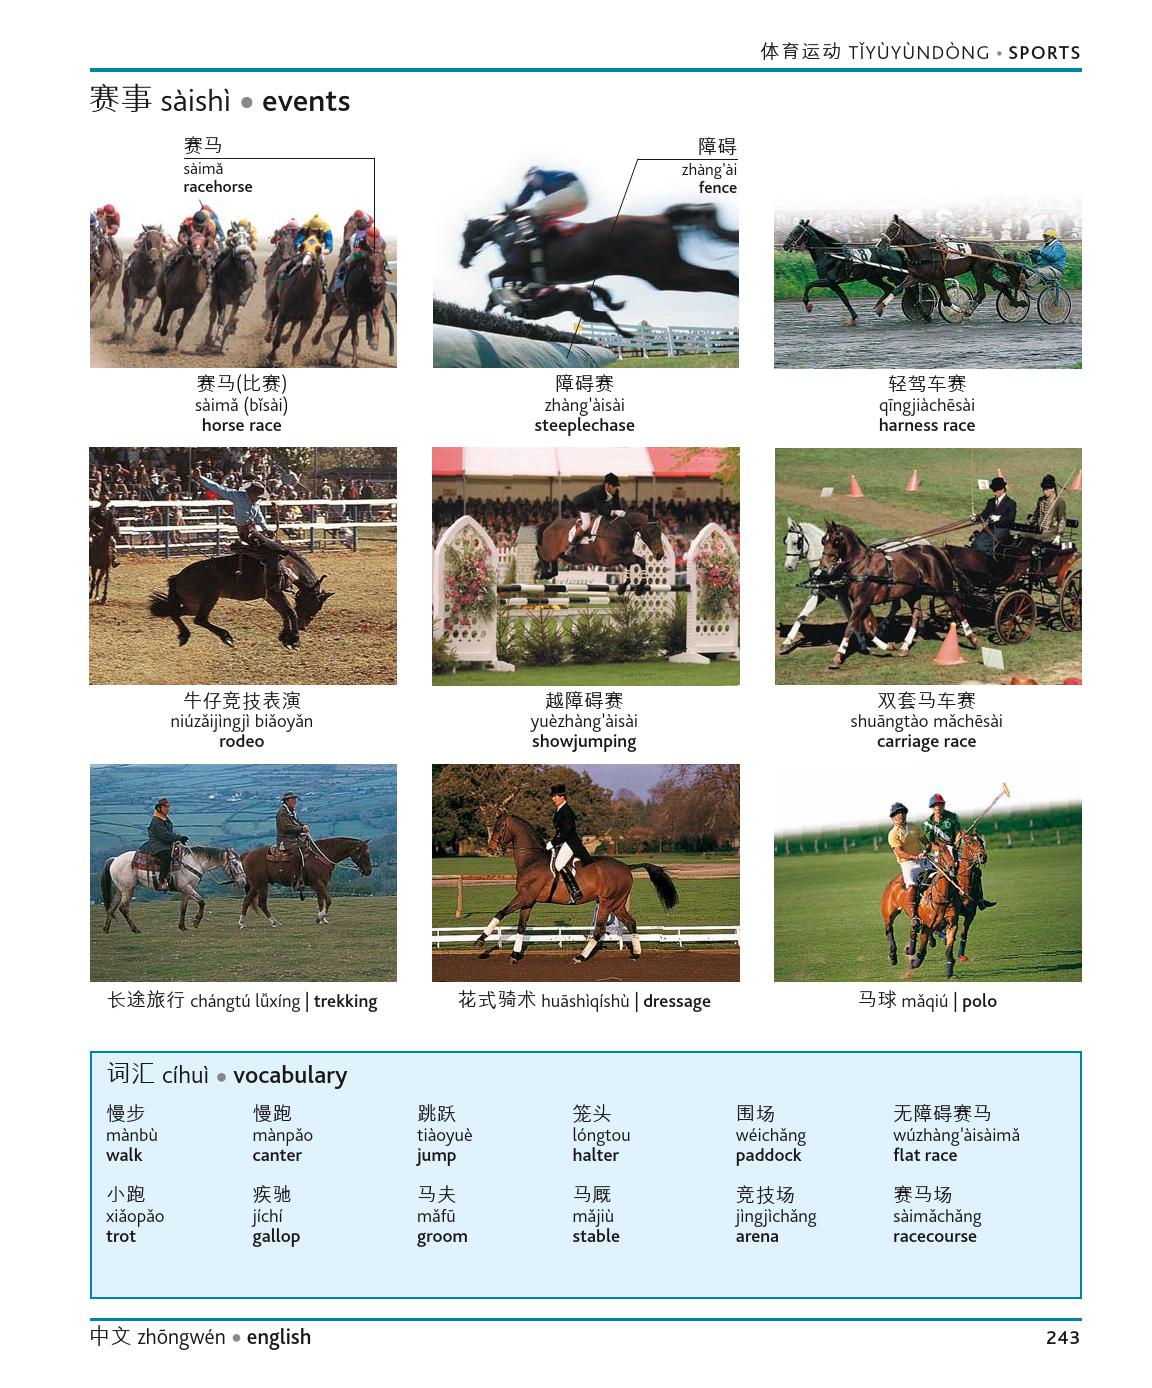 体育运动 TǏYÙYÙNDÒNG • SPORTS
赛事 sàishì • events
赛马
sàimǎ
racehorse
障碍
zhàng’ài
fence
赛马(比赛)
sàimǎ (bǐsài)
horse race
障碍赛
zhàng’àisài
steeplechase
轻驾车赛
qīngjiàchēsài
harness race
牛仔竞技表演
niúzǎijìngjì biǎoyǎn
rodeo
越障碍赛
yuèzhàng’àisài
showjumping
双套马车赛
shuāngtào mǎchēsài
carriage race
长途旅行 chángtú lǚxíng | trekking
花式骑术 huāshìqíshù | dressage
马球 mǎqiú | polo
词汇 cíhuì • vocabulary
慢步
mànbù
walk
慢跑
mànpǎo
canter
跳跃
tiàoyuè
jump
笼头
lóngtou
halter
围场
wéichǎng
paddock
无障碍赛马
wúzhàng’àisàimǎ
flat race
小跑
xiǎopǎo
trot
疾驰
jíchí
gallop
马夫
mǎfū
groom
马厩
mǎjiù
stable
竞技场
jìngjìchǎng
arena
赛马场
sàimǎchǎng
racecourse
中文 zhōngwén • english
243